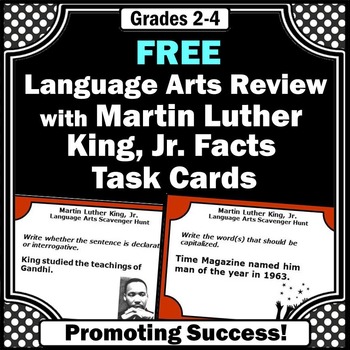 Grades 2-4
FREE
Language Arts Review
with Martin Luther
King, Jr. Facts
Task Cards
Martin Luther King, Jr.
Language Arts Scavenger Hunt
Write whether the sentence is declarat
or interrogative.
King studied the teachings of
Gandhi.
Martin Luther King, Jr.
Language Arts Scavenger Hunt
Write the word(s) that should be
capitalized.
Time Magazine named him
man of the year in 1963.
Promoting Success!